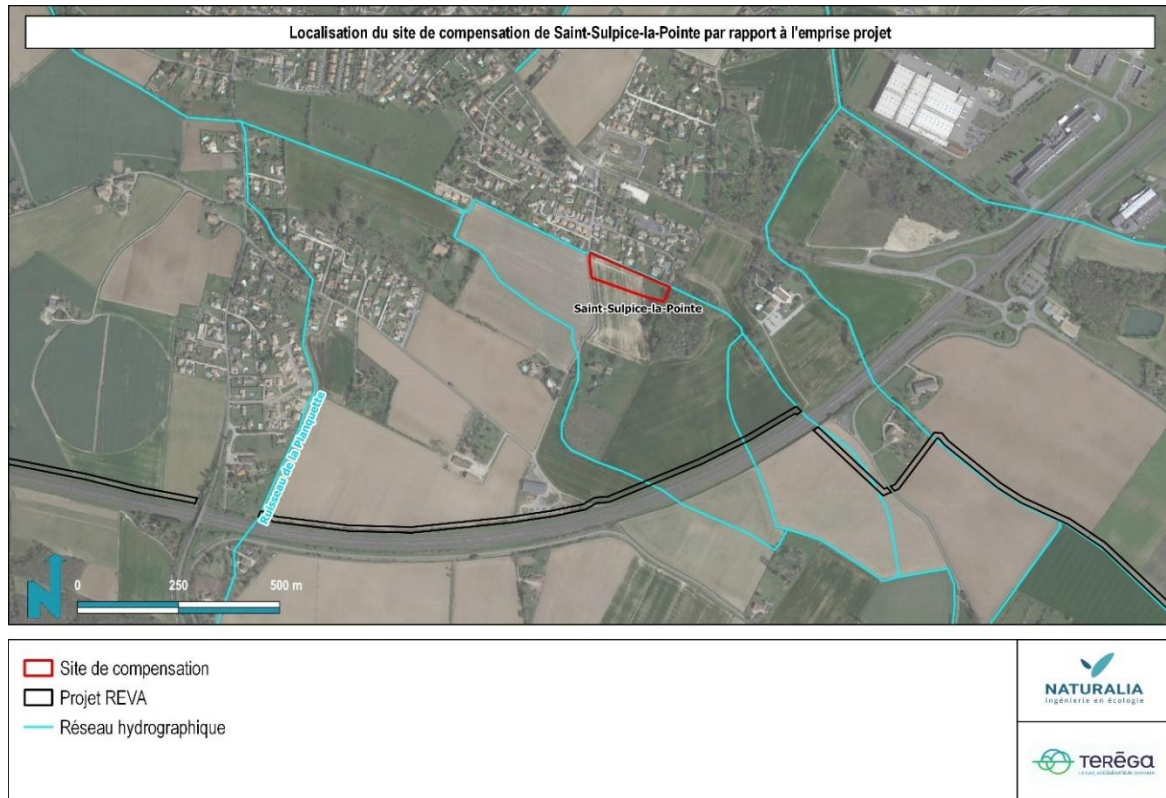 Localisation du site de compensation de Saint-Sulpice-la-Pointe par rapport à l'emprise projet
Saint-Sulpice-la-Pointe
Ruisseau de la Planquette
N
0 250 500 m
Site de compensation
Projet REVA
Réseau hydrographique
NATURALIA
Ingénierie en écologie
TERĒGA